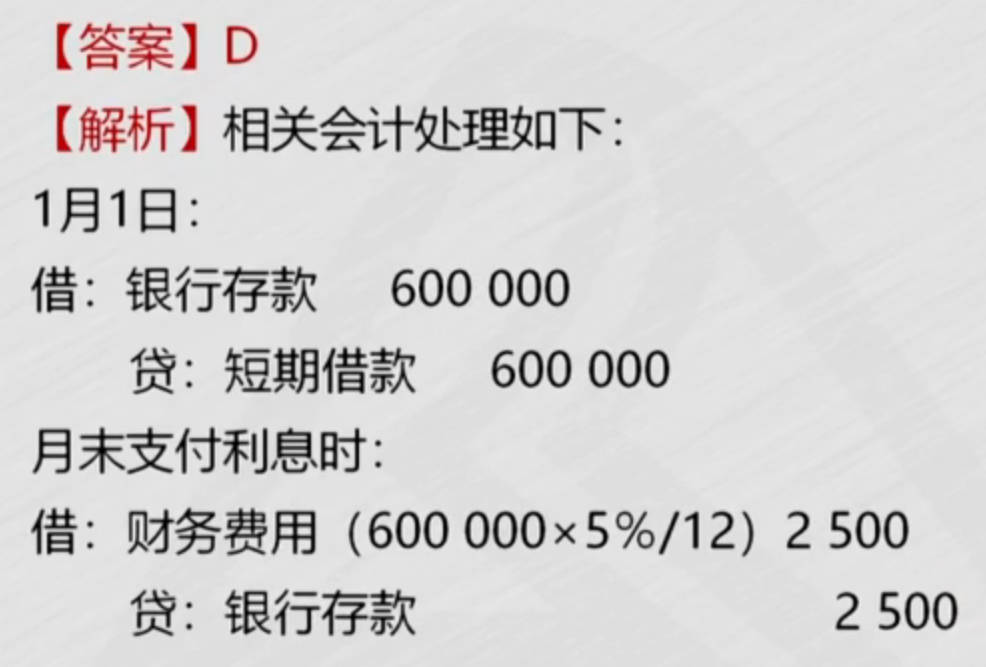 【答案】D
【解析】相关会计处理如下：
1月1日：
借：银行存款 600 000
贷：短期借款 600 000
月末支付利息时：
借：财务费用（600 000×5%/12）2 500
贷：银行存款 2 500